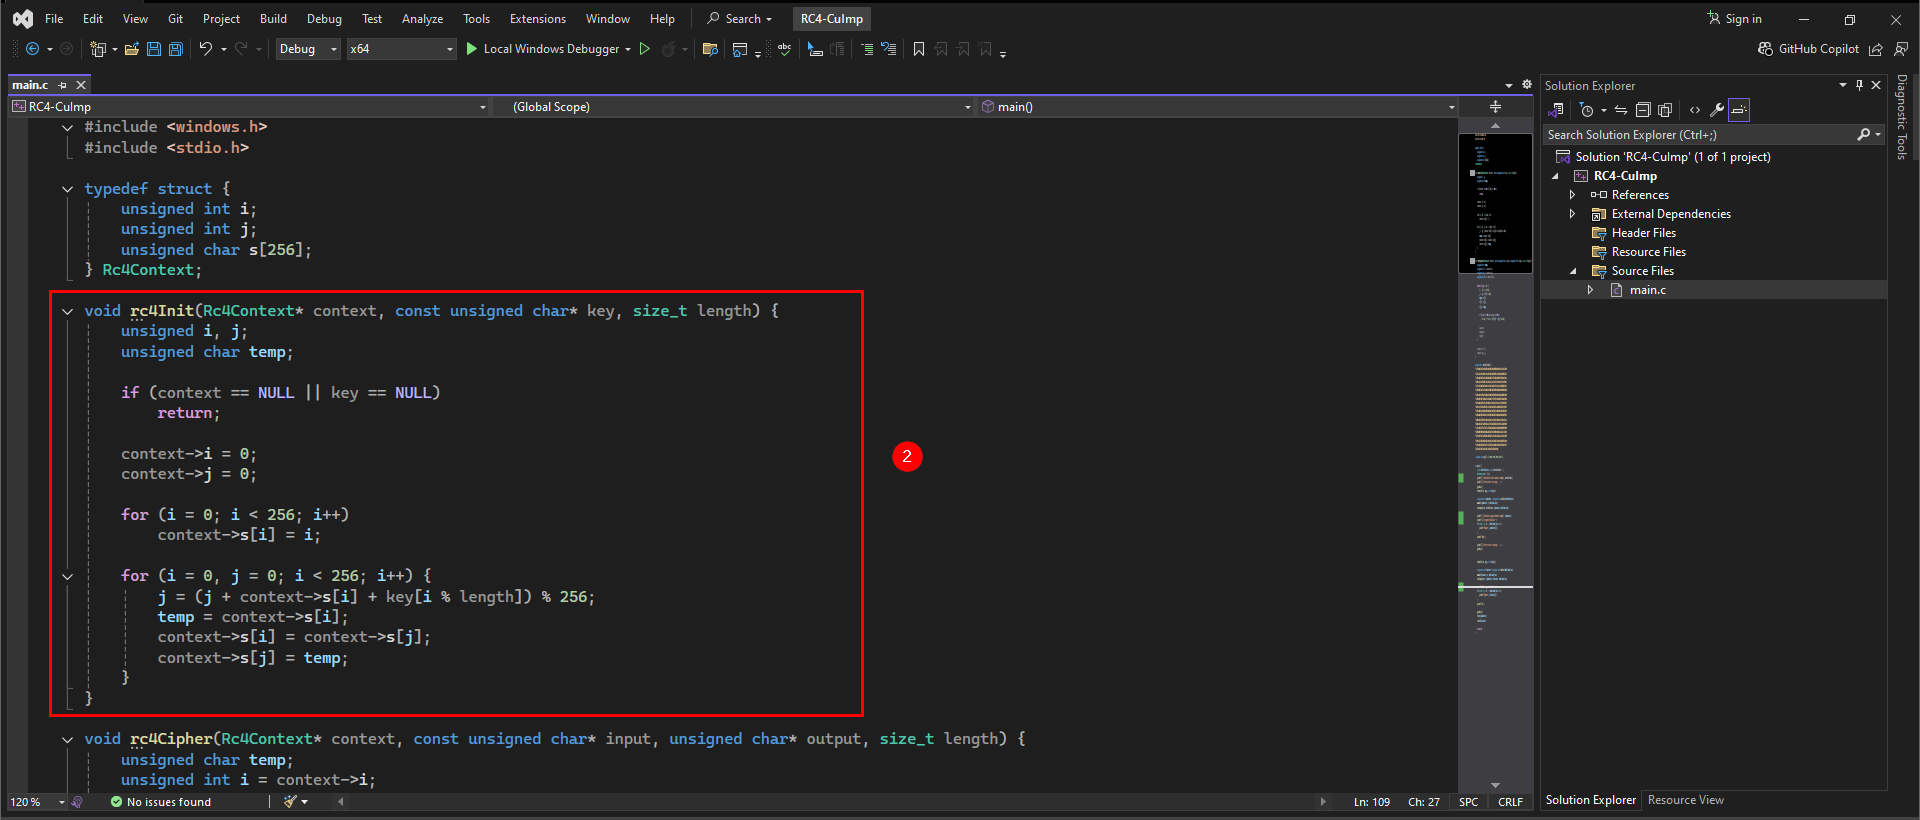 File Edit View Git Project Build Debug Test Analyze Tools Extensions Window Help Search RC4-CuImp Sign in
Debug x64 Local Windows Debugger abc GitHub Copilot
main.c
RC4-CuImp (Global Scope) main()
#include <windows.h>
#include <stdio.h>
typedef struct {
unsigned int i;
unsigned int j;
unsigned char s[256];
} Rc4Context;
void rc4Init(Rc4Context* context, const unsigned char* key, size_t length) {
unsigned i, j;
unsigned char temp;
if (context == NULL || key == NULL)
return;
context->i = 0;
context->j = 0;
for (i = 0; i < 256; i++)
context->s[i] = i;
for (i = 0, j = 0; i < 256; i++) {
j = (j + context->s[i] + key[i % length]) % 256;
temp = context->s[i];
context->s[i] = context->s[j];
context->s[j] = temp;
}
}
2
void rc4Cipher(Rc4Context* context, const unsigned char* input, unsigned char* output, size_t length) {
unsigned char temp;
unsigned int i = context->i;
120 % No issues found Ln: 109 Ch: 27 SPC CRLF
Solution Explorer
Search Solution Explorer (Ctrl+;)
Solution 'RC4-CuImp' (1 of 1 project)
RC4-CuImp
References
External Dependencies
Header Files
Resource Files
Source Files
main.c
Solution Explorer Resource View
Diagnostic Tools